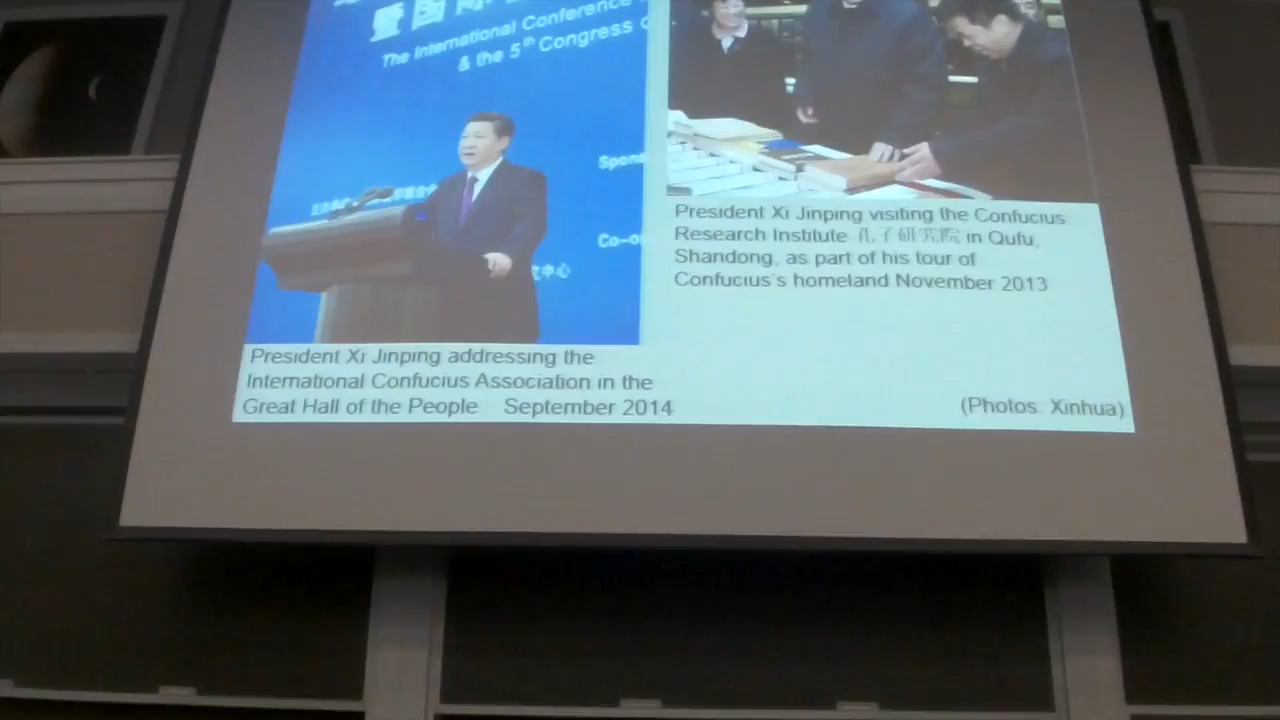 The International Conference
& the 5th Congress
Spons
Co-o
President Xi Jinping addressing the
International Confucius Association in the
Great Hall of the People September 2014
President Xi Jinping visiting the Confucius
Research Institute 孔子研究院 in Qufu,
Shandong, as part of his tour of
Confucius's homeland November 2013
(Photos: Xinhua)